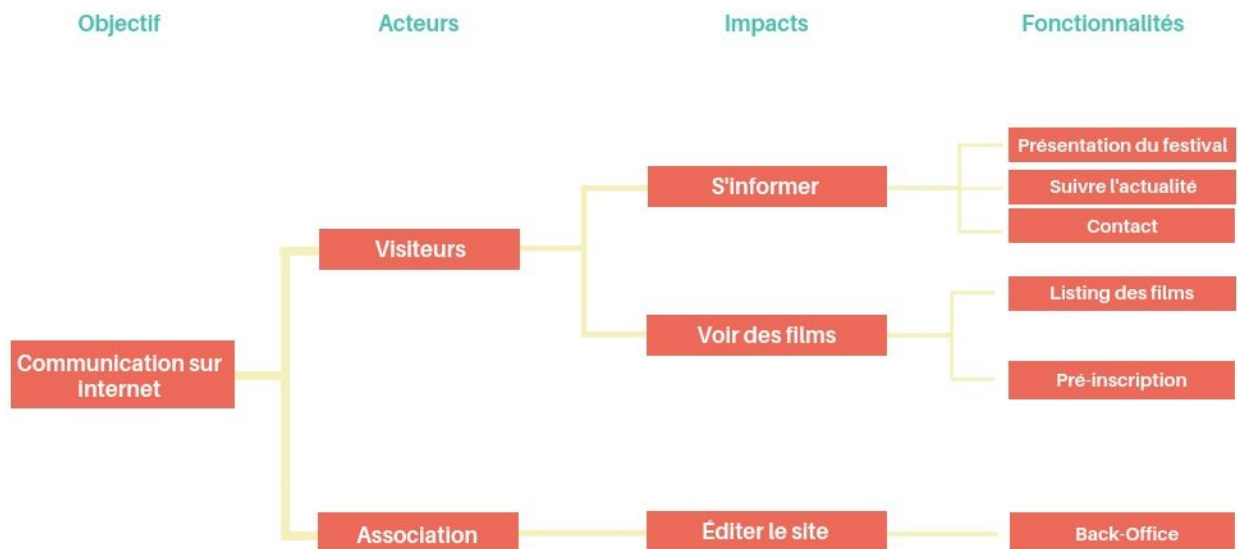 Objectif
Acteurs
Impacts
Fonctionnalités
Présentation du festival
S'informer
Suivre l'actualité
Contact
Visiteurs
Listing des films
Voir des films
Communication sur
internet
Pré-inscription
Association
Éditer le site
Back-Office